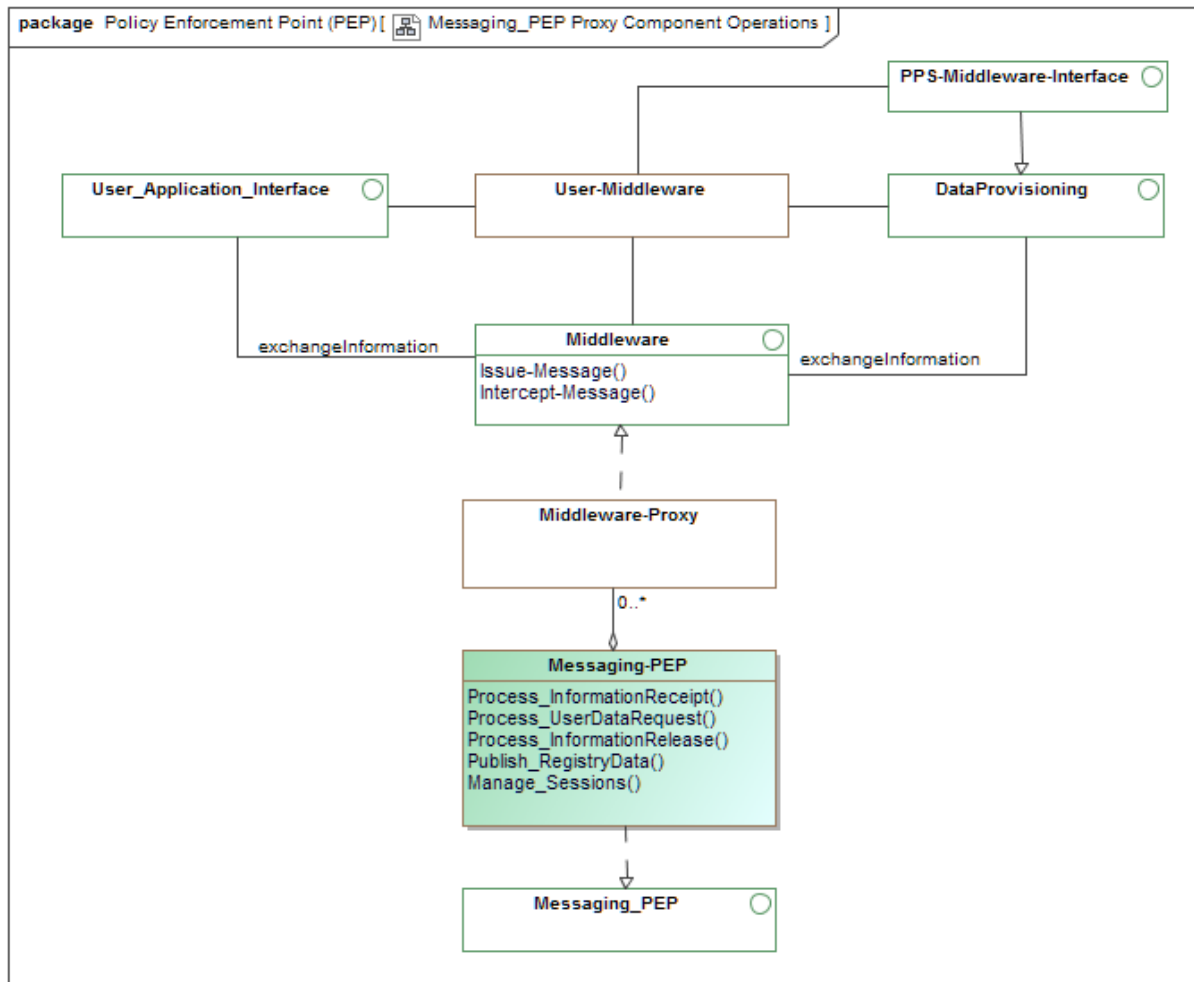 package Policy Enforcement Point (PEP)[ Messaging_PEP Proxy Component Operations ]
PPS-Middleware-Interface
User_Application_Interface
User-Middleware
DataProvisioning
exchangeInformation
Middleware
Issue-Message()
Intercept-Message()
exchangeInformation
Middleware-Proxy
0..*
Messaging-PEP
Process_InformationReceipt()
Process_UserDataRequest()
Process_InformationRelease()
Publish_RegistryData()
Manage_Sessions()
Messaging_PEP